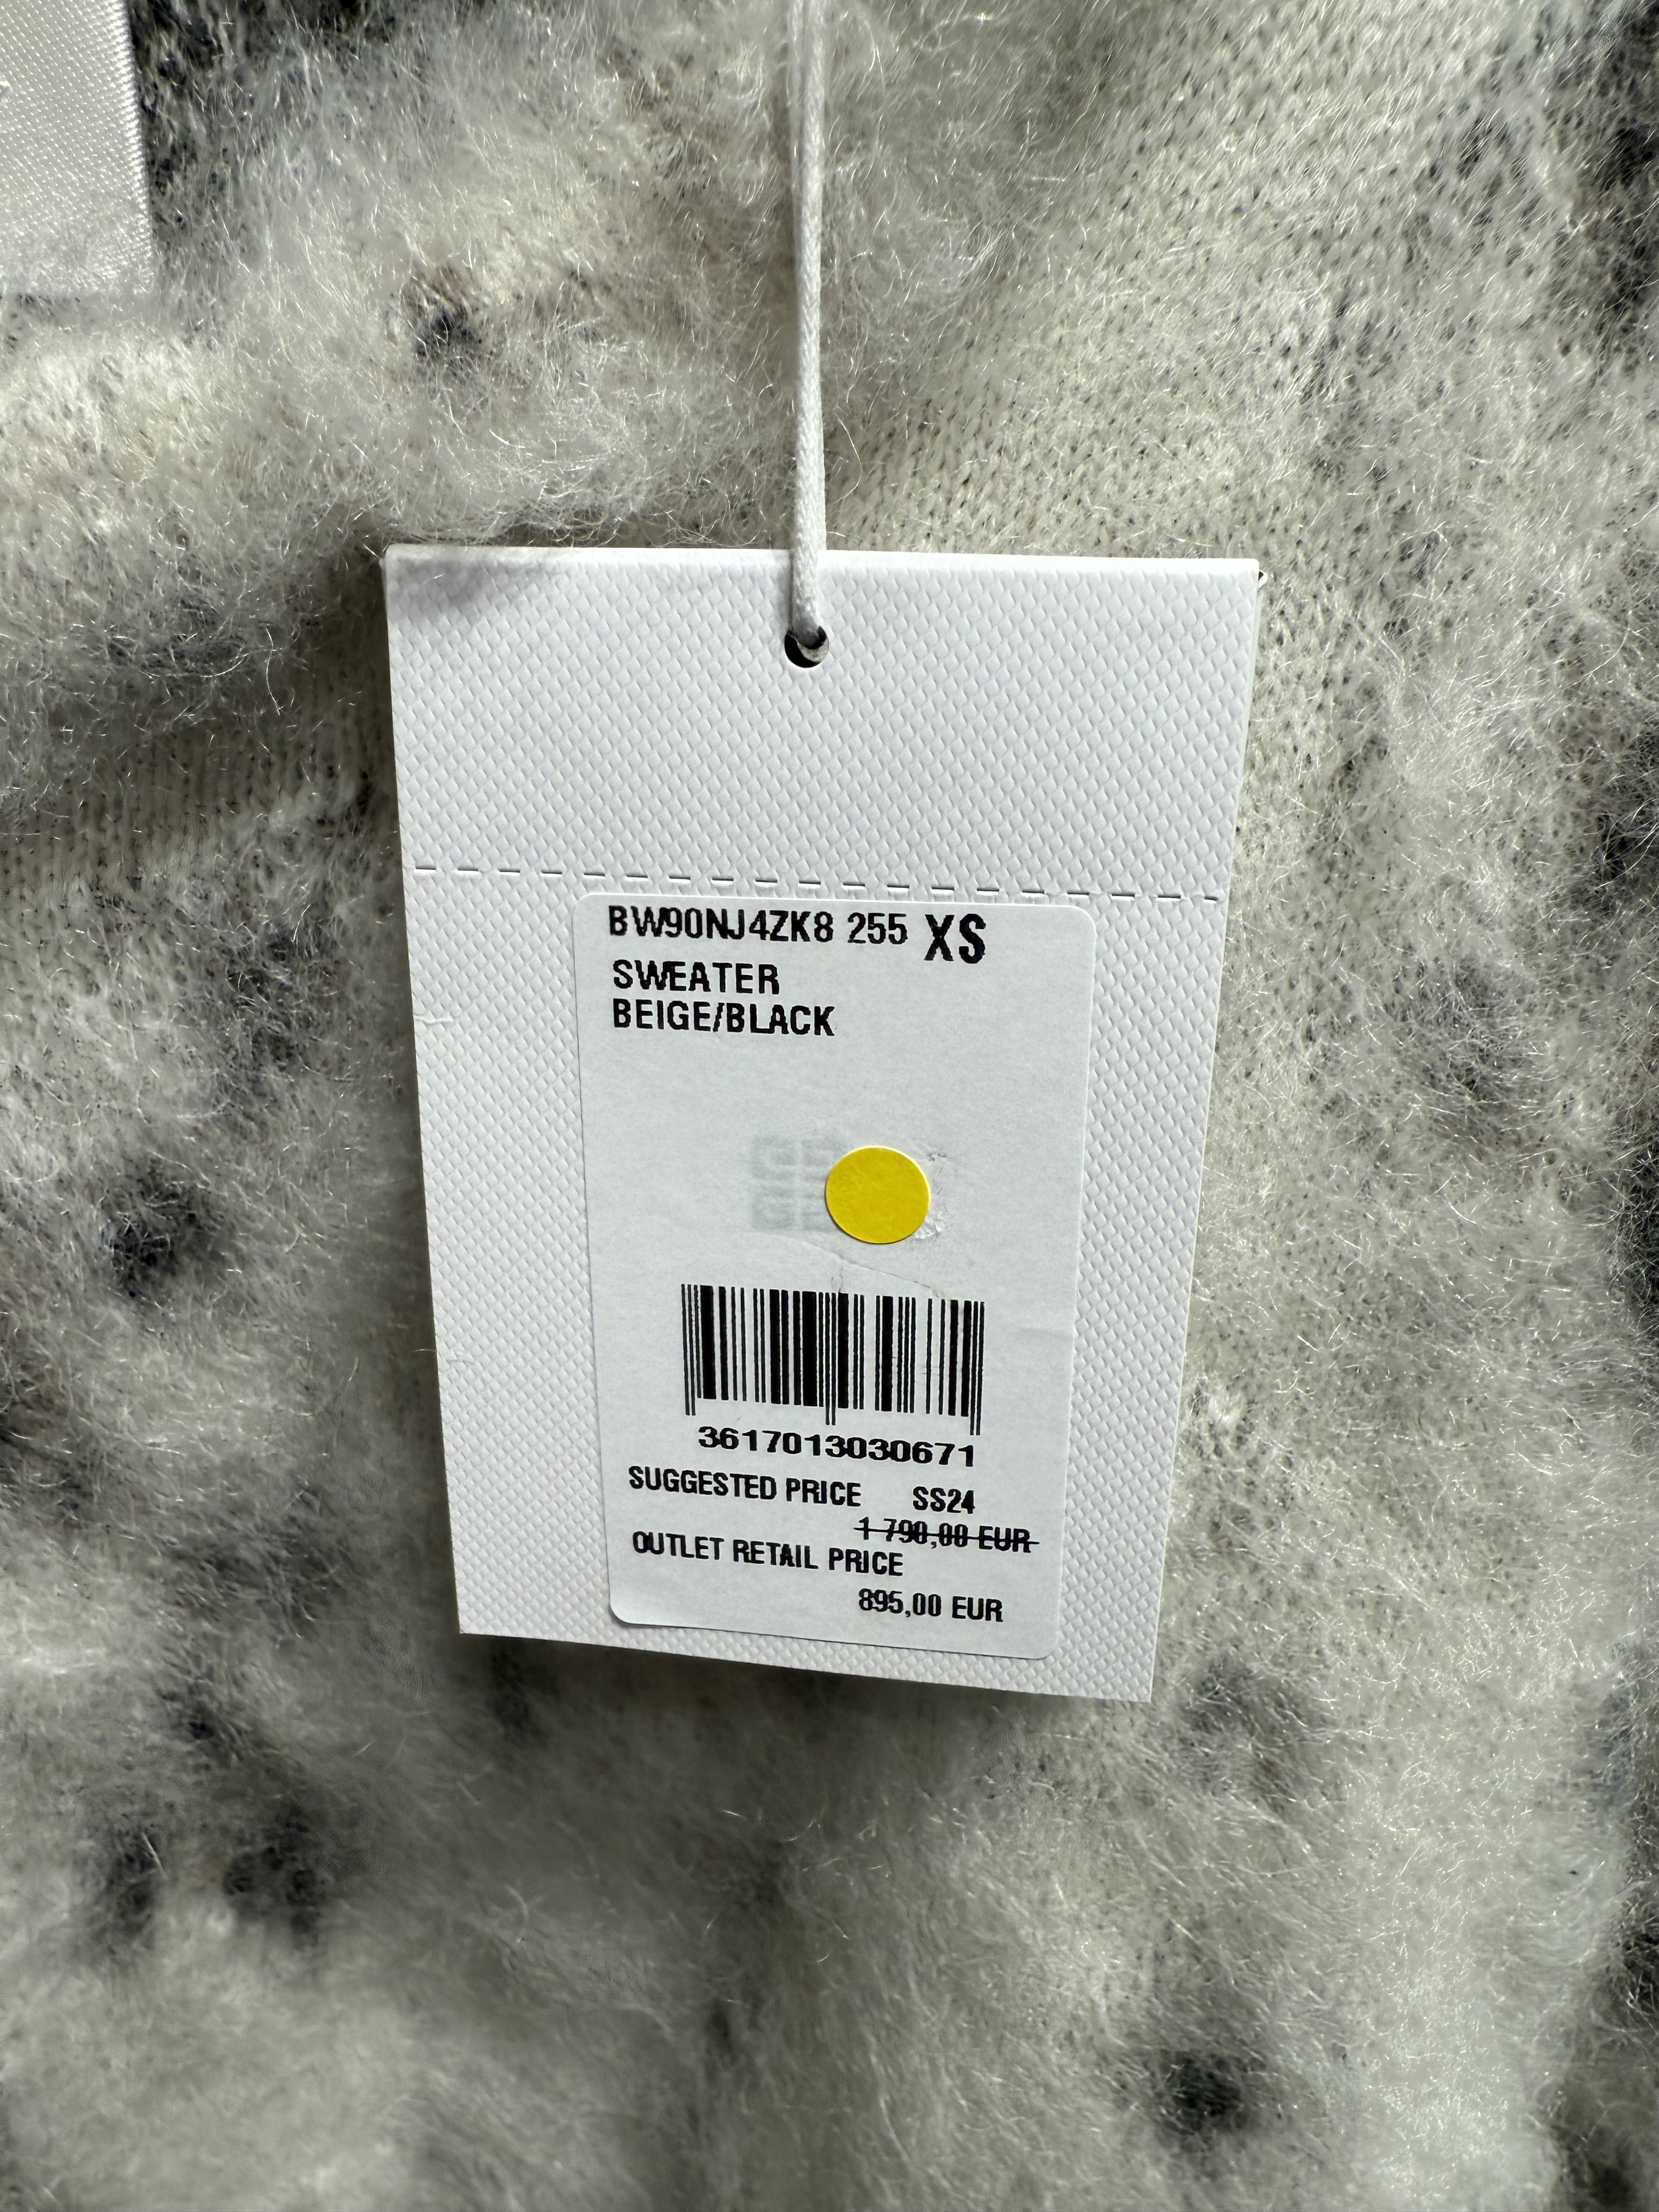 BW90NJ4ZK8 255 XS
SWEATER
BEIGE/BLACK
3617013030671
SUGGESTED PRICE SS24
1 790,00 EUR
OUTLET RETAIL PRICE
895,00 EUR